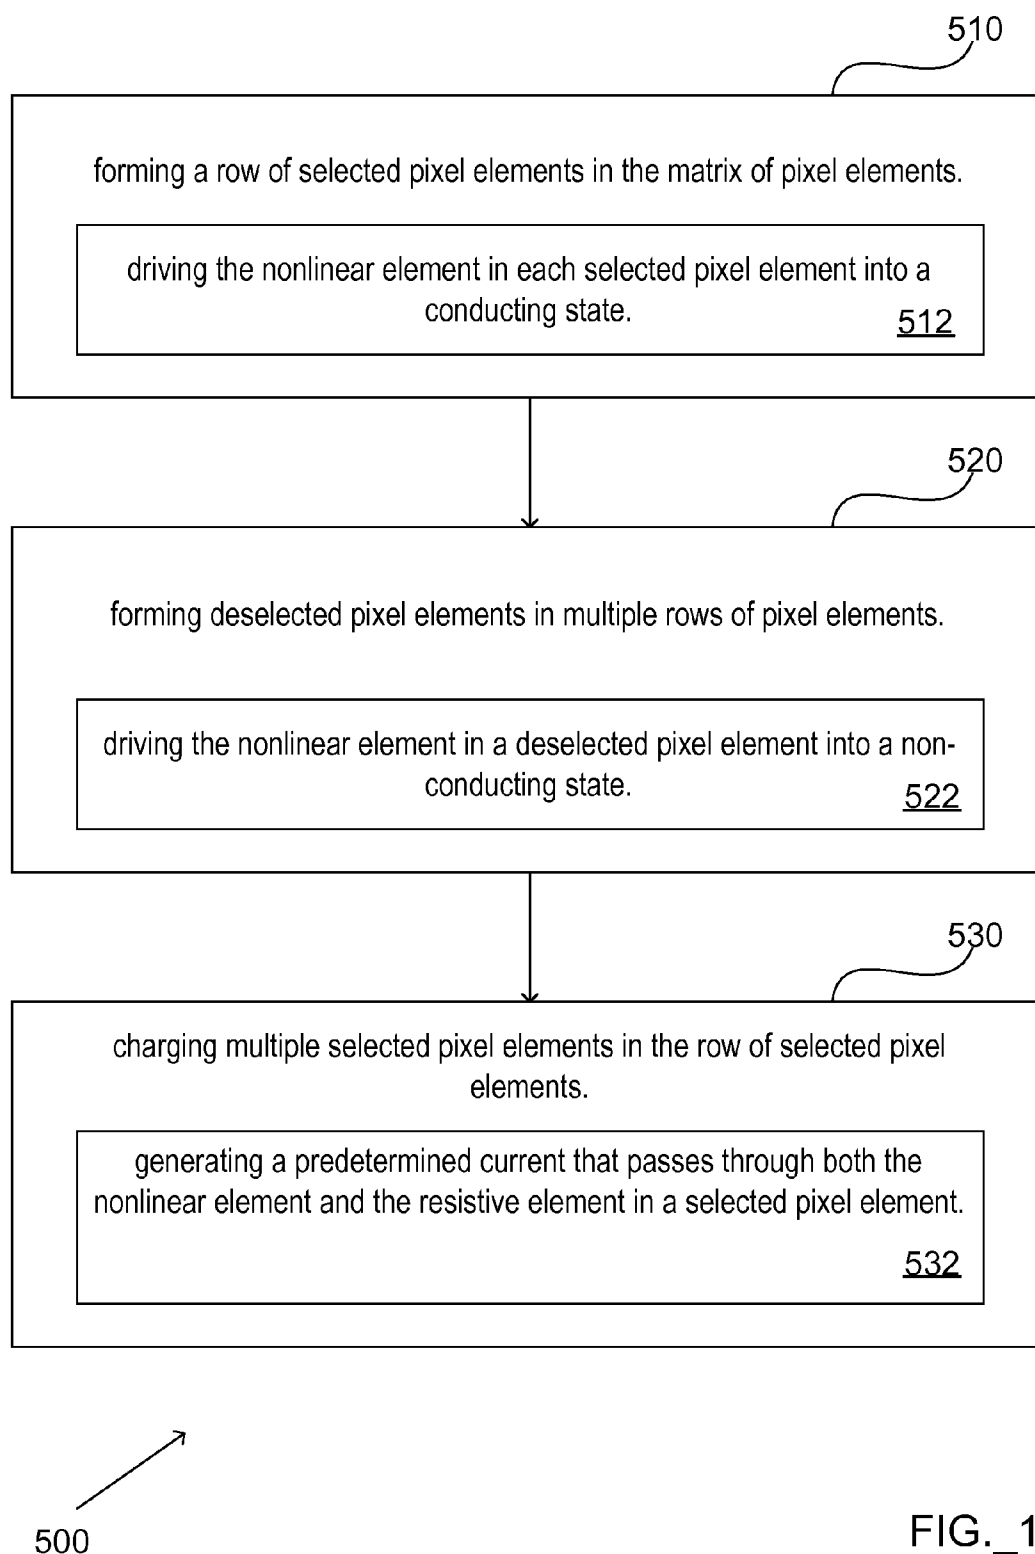 510
forming a row of selected pixel elements in the matrix of pixel elements.
driving the nonlinear element in each selected pixel element into a
conducting state.
512
520
forming deselected pixel elements in multiple rows of pixel elements.
driving the nonlinear element in a deselected pixel element into a non-
conducting state.
522
530
charging multiple selected pixel elements in the row of selected pixel
elements.
generating a predetermined current that passes through both the
nonlinear element and the resistive element in a selected pixel element.
532
500
FIG._1